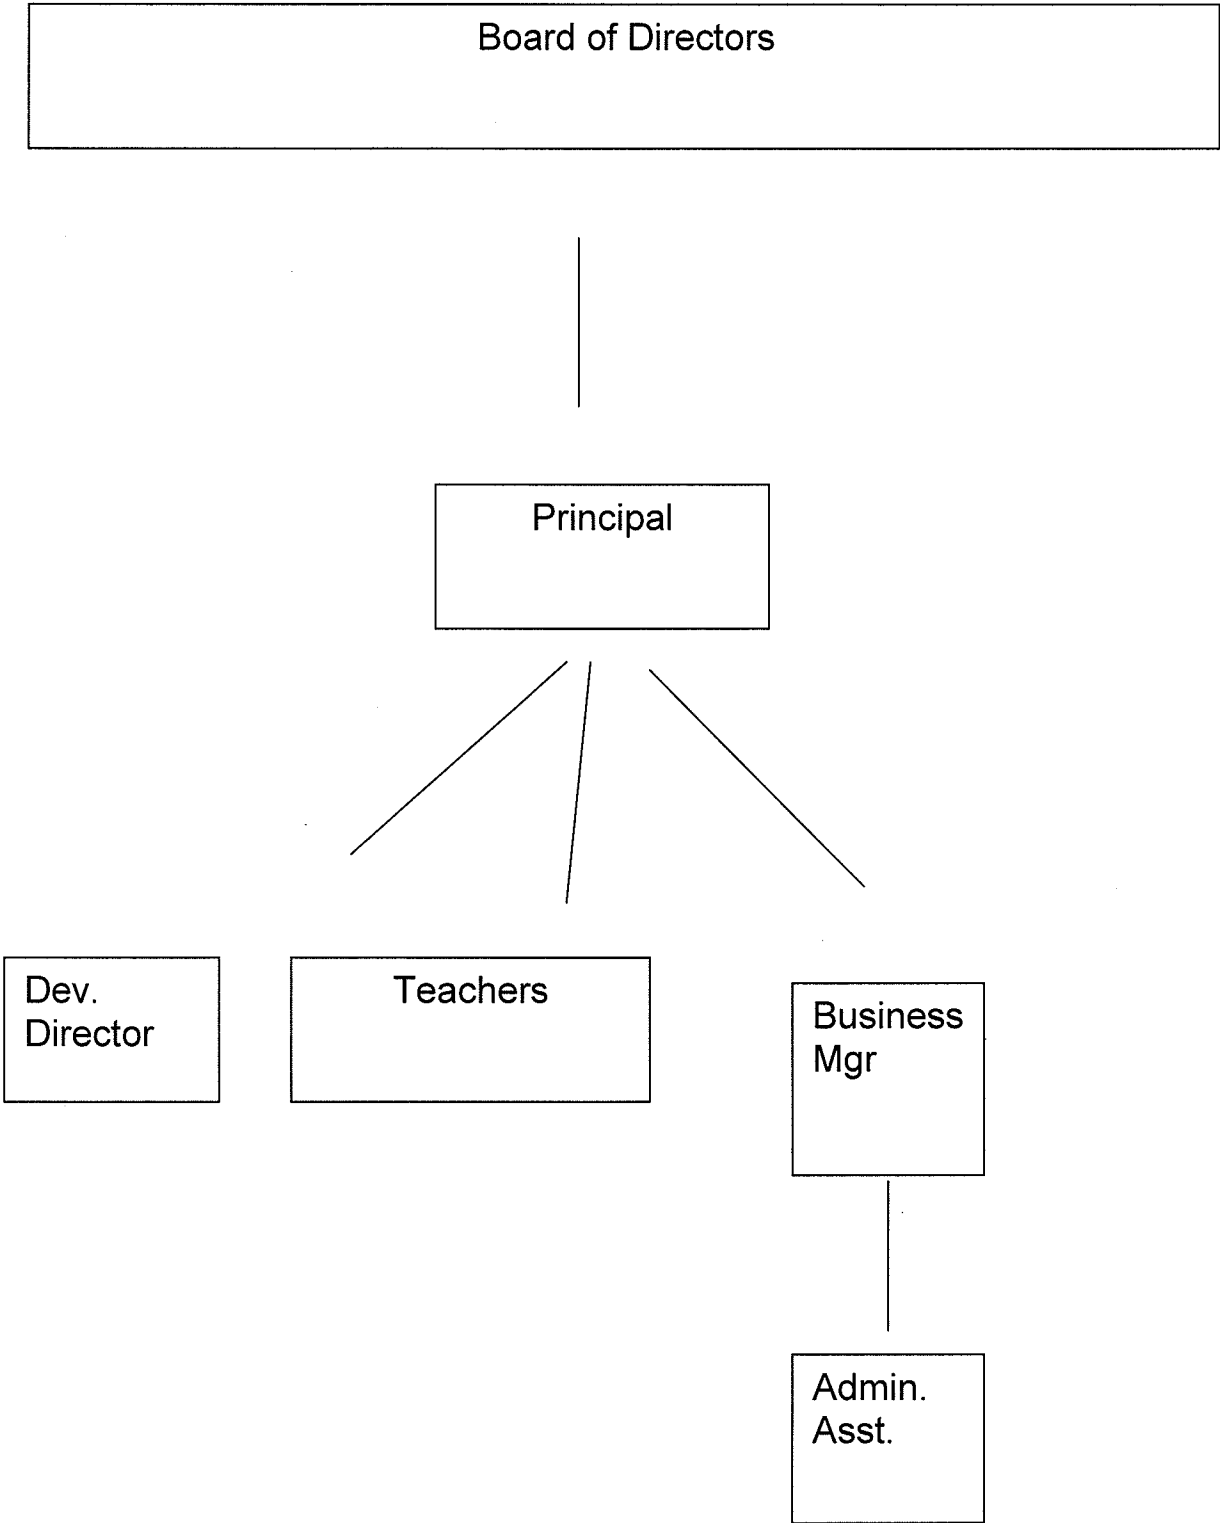 Board of Directors
Principal
Dev.
Director
Teachers
Business
Mgr
Admin.
Asst.